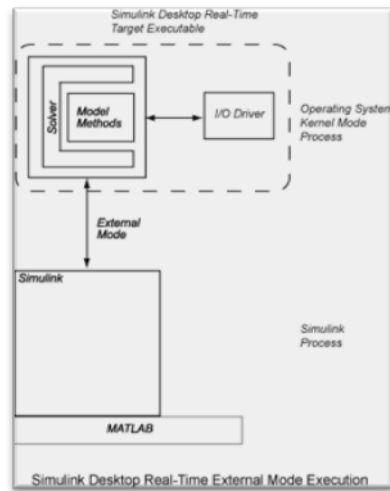 Simulink Desktop Real-Time
Target Executable
Solver
Model
Methods
I/O Driver
Operating System
Kernel Mode
Process
External
Mode
Simulink
Simulink
Process
MATLAB
Simulink Desktop Real-Time External Mode Execution